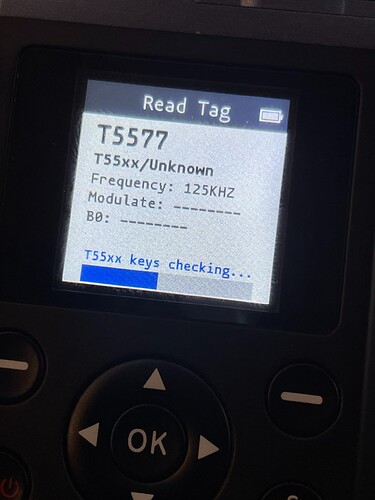 Read Tag
T5577
T55xx/Unknown
Frequency: 125KHZ
Modulate: --------
B0: --------
T55xx keys checking...
OK